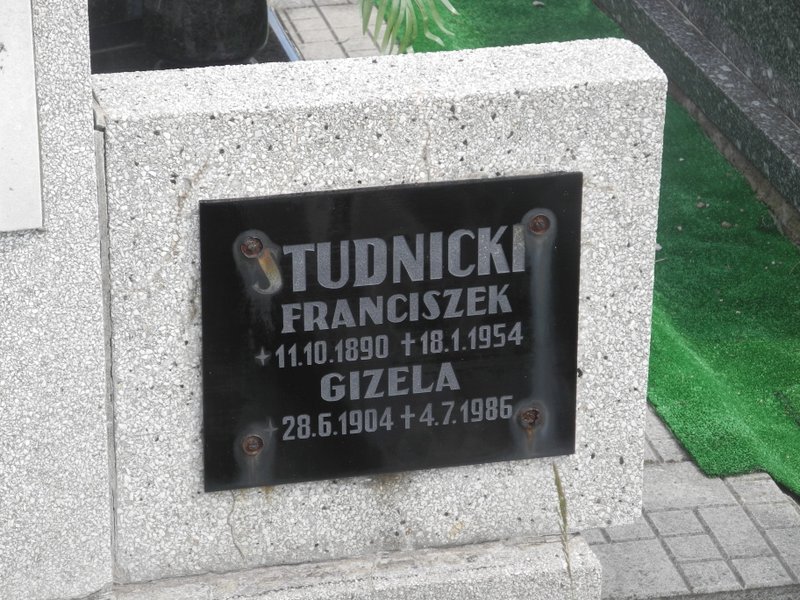 STUDNICKI
FRANCISZEK
+11.10.1890 +18.1.1954
GIZELA
+28.6.1904 +4.7.1986